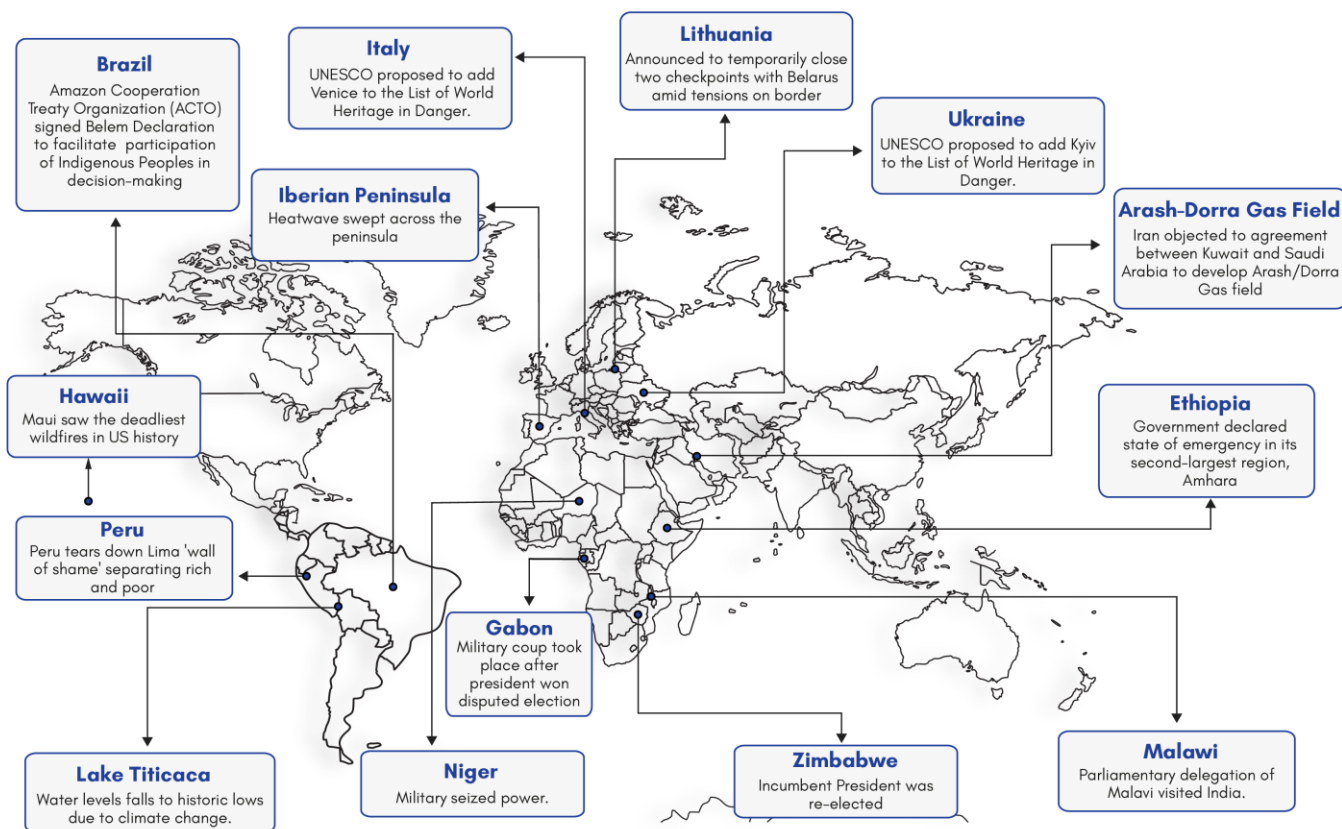 Brazil
Amazon Cooperation
Treaty Organization (ACTO)
signed Belem Declaration
to facilitate participation
of Indigenous Peoples in
decision-making
Italy
UNESCO proposed to add
Venice to the List of World
Heritage in Danger.
Lithuania
Announced to temporarily close
two checkpoints with Belarus
amid tensions on border
Ukraine
UNESCO proposed to add Kyiv
to the List of World Heritage in
Danger.
Iberian Peninsula
Heatwave swept across the
peninsula
Arash-Dorra Gas Field
Iran objected to agreement
between Kuwait and Saudi
Arabia to develop Arash/Dorra
Gas field
Hawaii
Maui saw the deadliest
wildfires in US history
Ethiopia
Government declared
state of emergency in its
second-largest region,
Amhara
Peru
Peru tears down Lima 'wall
of shame' separating rich
and poor
Gabon
Military coup took
place after
president won
disputed election
Lake Titicaca
Water levels falls to historic lows
due to climate change.
Niger
Military seized power.
Zimbabwe
Incumbent President was
re-elected
Malawi
Parliamentary delegation of
Malavi visited India.